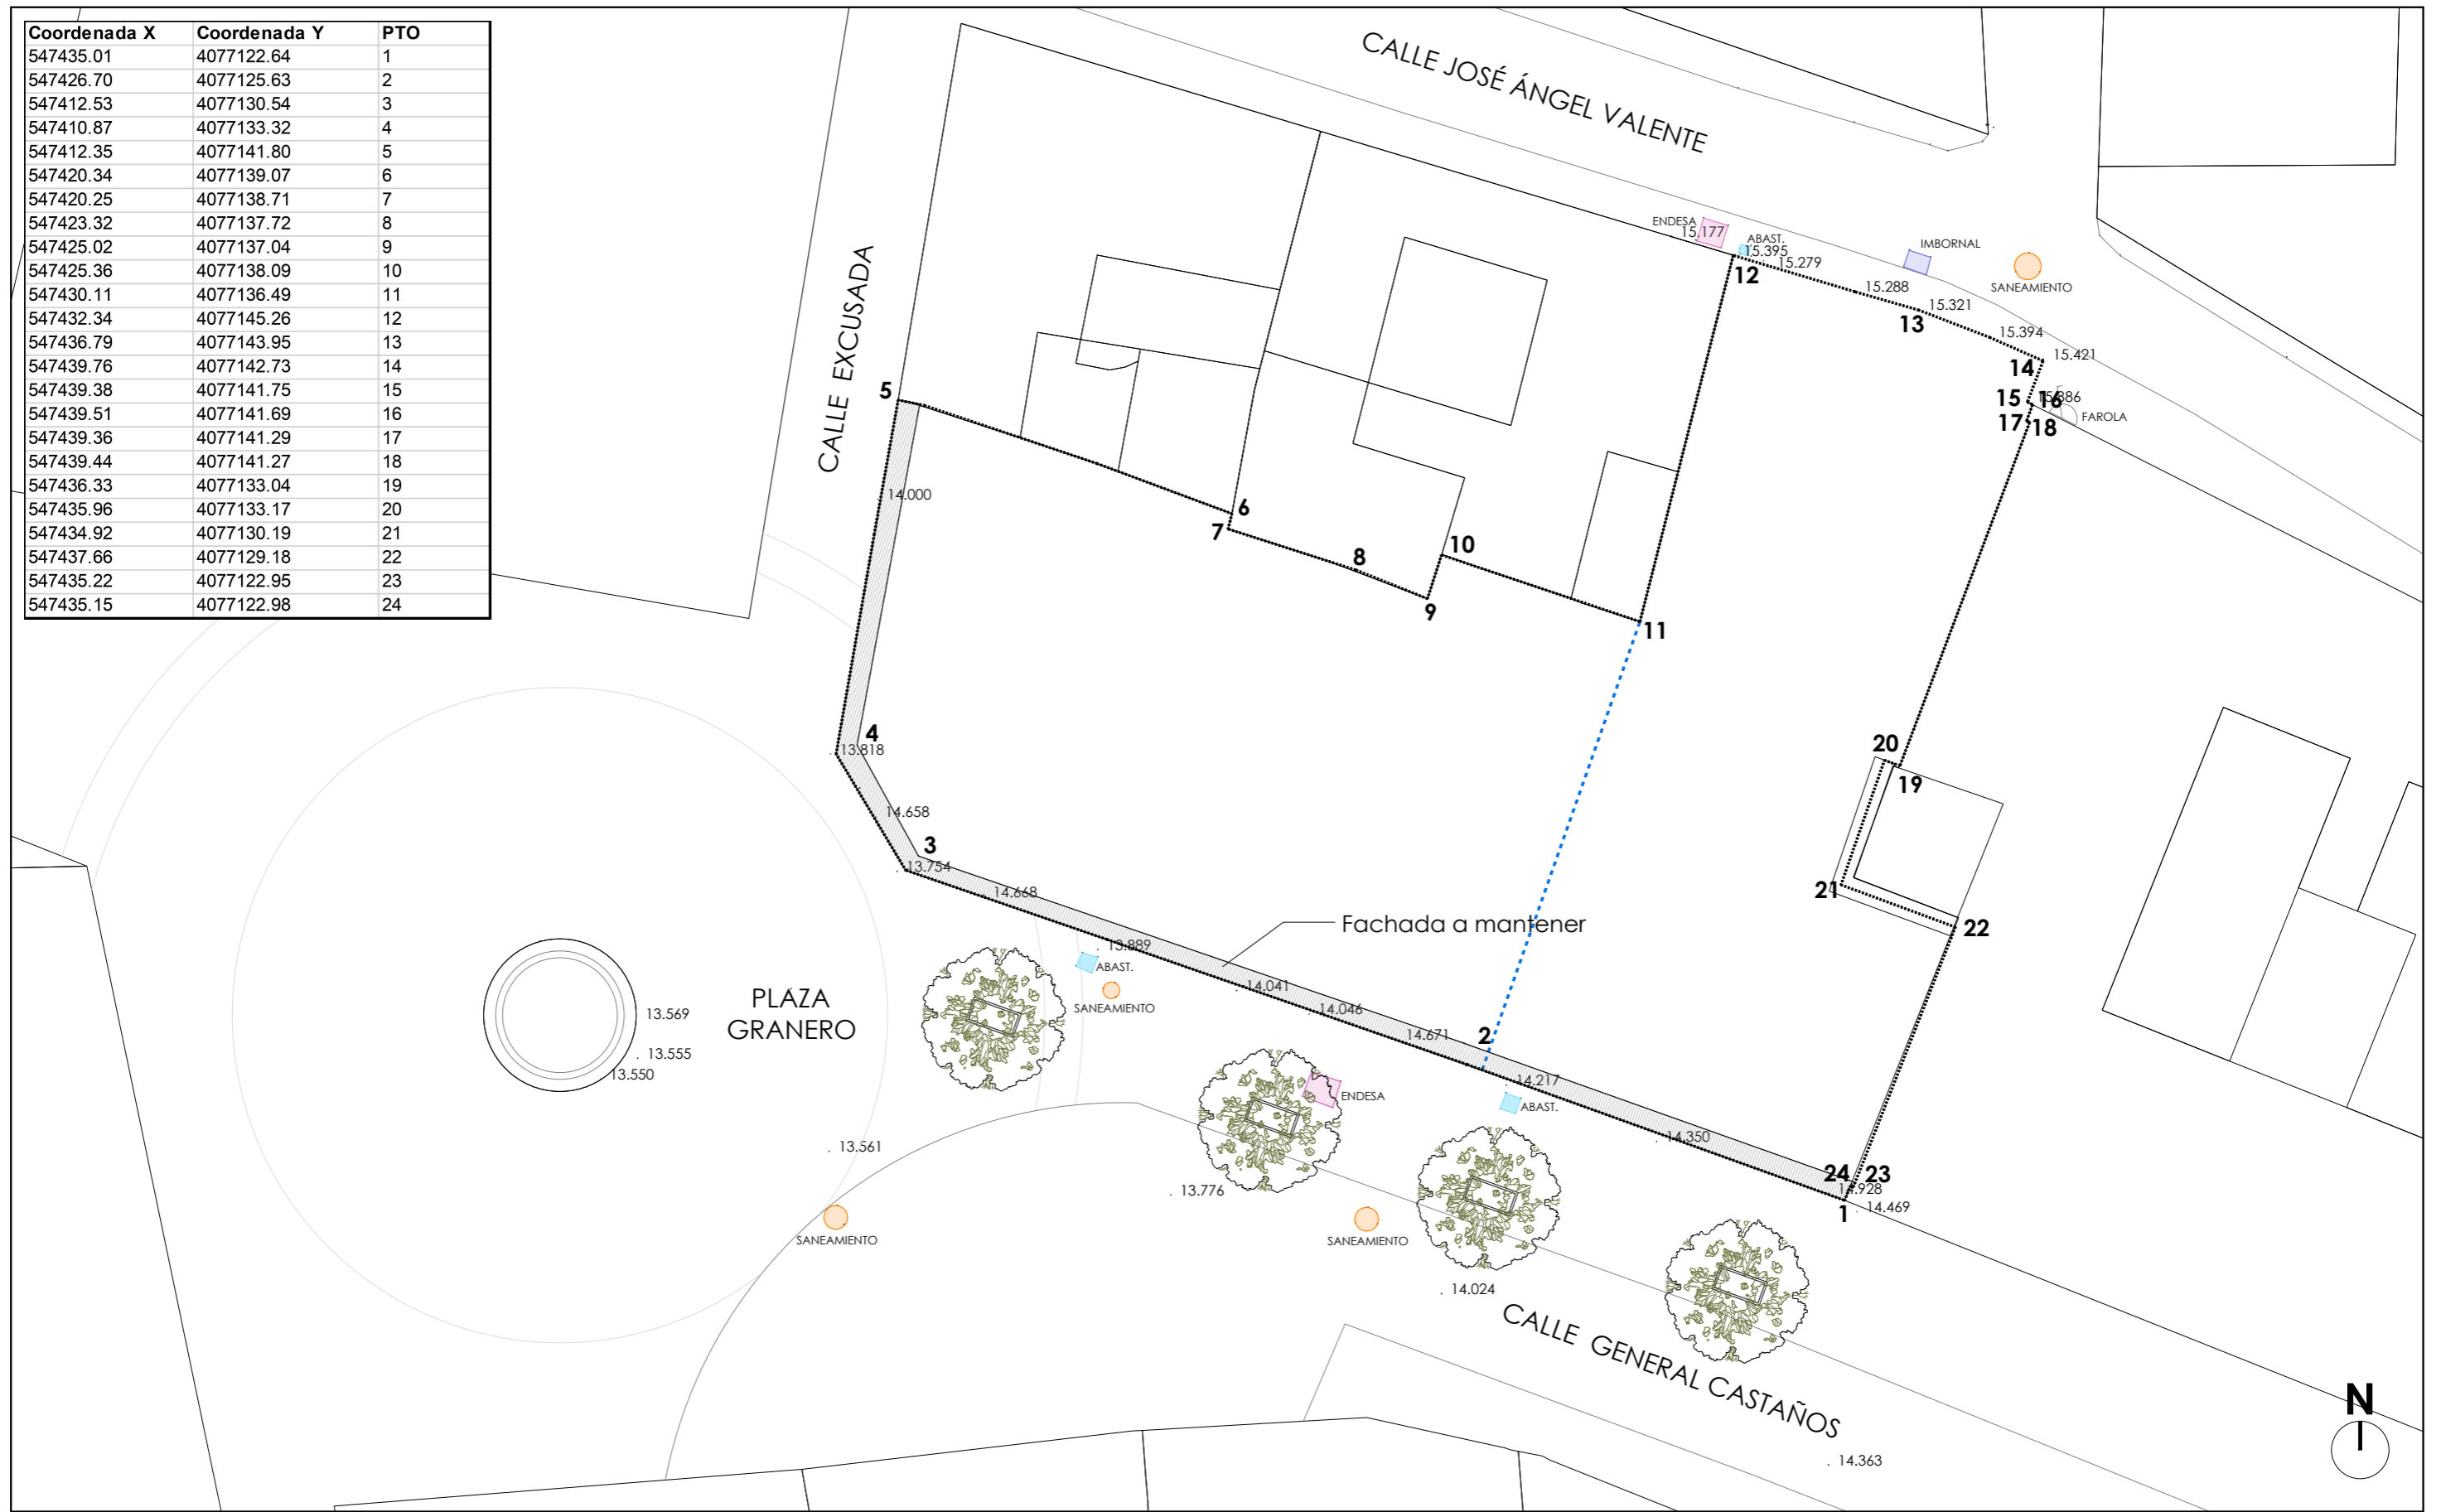 Coordenada X Coordenada Y PTO
547435.01 4077122.64 1
547426.70 4077125.63 2
547412.53 4077130.54 3
547410.87 4077133.32 4
547412.35 4077141.80 5
547420.34 4077139.07 6
547420.25 4077138.71 7
547423.32 4077137.72 8
547425.02 4077137.04 9
547425.36 4077138.09 10
547430.11 4077136.49 11
547432.34 4077145.26 12
547436.79 4077143.95 13
547439.76 4077142.73 14
547439.38 4077141.75 15
547439.51 4077141.69 16
547439.36 4077141.29 17
547439.44 4077141.27 18
547436.33 4077133.04 19
547435.96 4077133.17 20
547434.92 4077130.19 21
547437.66 4077129.18 22
547435.22 4077122.95 23
547435.15 4077122.98 24
CALLE JOSÉ ÁNGEL VALENTE
ENDESA
15.177
ABAST.
15.395
15.279
12
IMBORNAL
SANEAMIENTO
15.288
15.321
13
15.394
15.421
14
15
16
FAROLA
17
18
CALLE EXCUSADA
5
14.000
6
7
8
9
10
11
4
13.818
14.658
3
13.754
14.668
20
19
21
22
Fachada a mantener
13.889
ABAST.
SANEAMIENTO
14.041
14.046
14.671
2
14.217
ABAST.
ENDESA
14.350
24
23
14.928
14.469
1
PLAZA
GRANERO
13.569
13.555
13.550
13.561
SANEAMIENTO
13.776
SANEAMIENTO
14.024
CALLE GENERAL CASTAÑOS
14.363
N